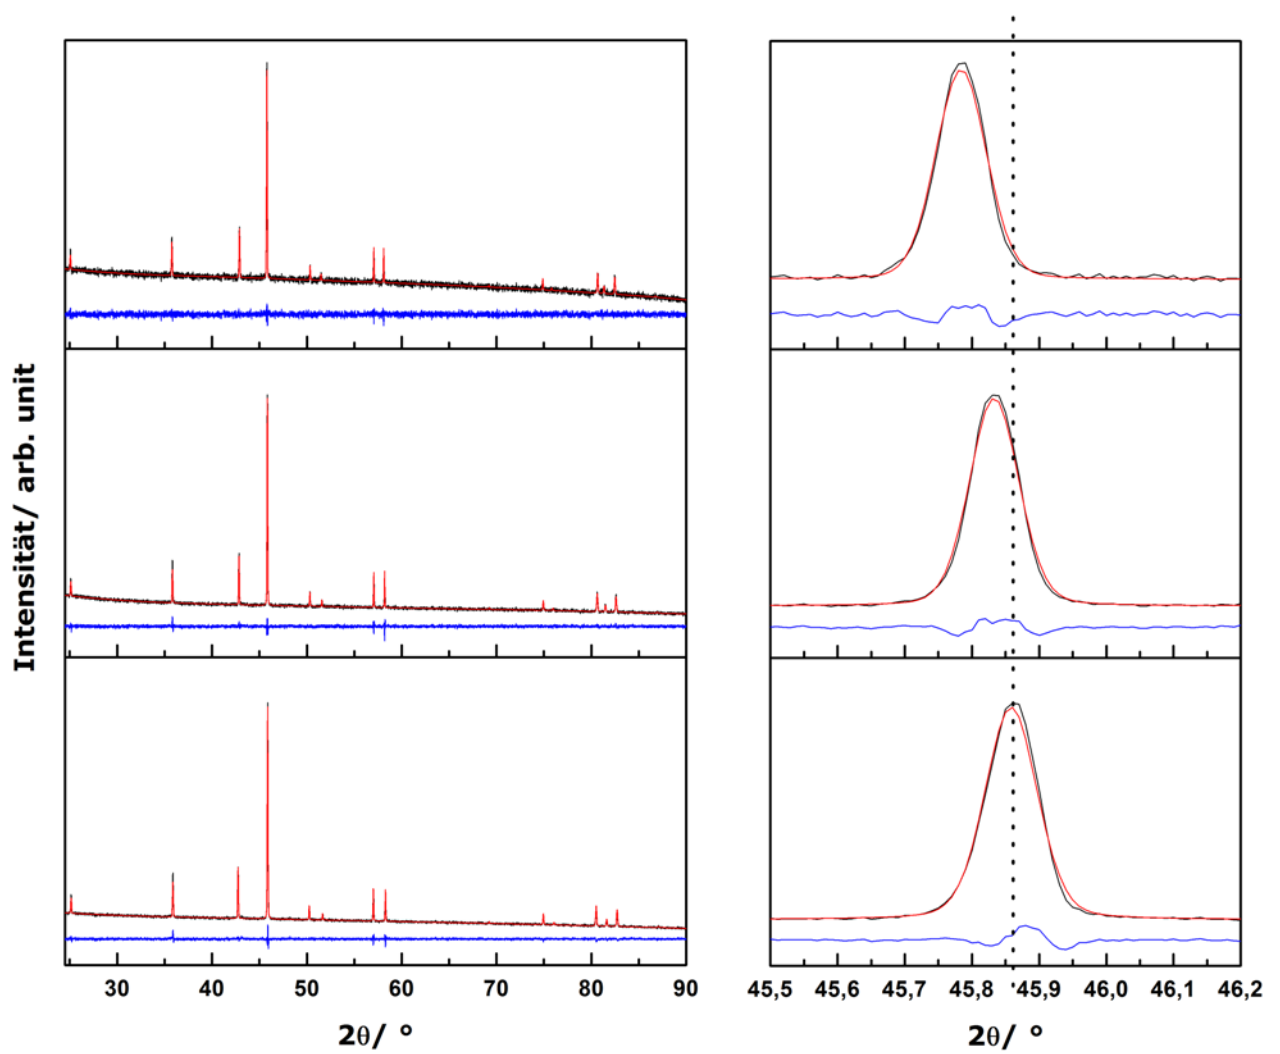 Intensität/ arb. unit
30 40 50 60 70 80 90
2θ/ °
45,5 45,6 45,7 45,8 45,9 46,0 46,1 46,2
2θ/ °